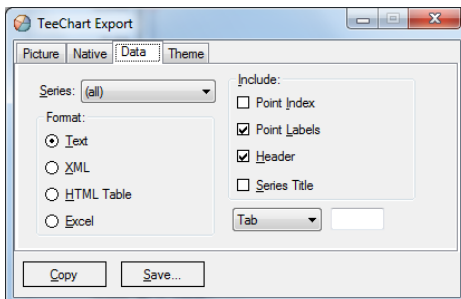 TeeChart Export
Picture Native Data Theme
Series: (all)
Format:
Text
XML
HTML Table
Excel
Include:
Point Index
Point Labels
Header
Series Title
Tab
Copy Save...